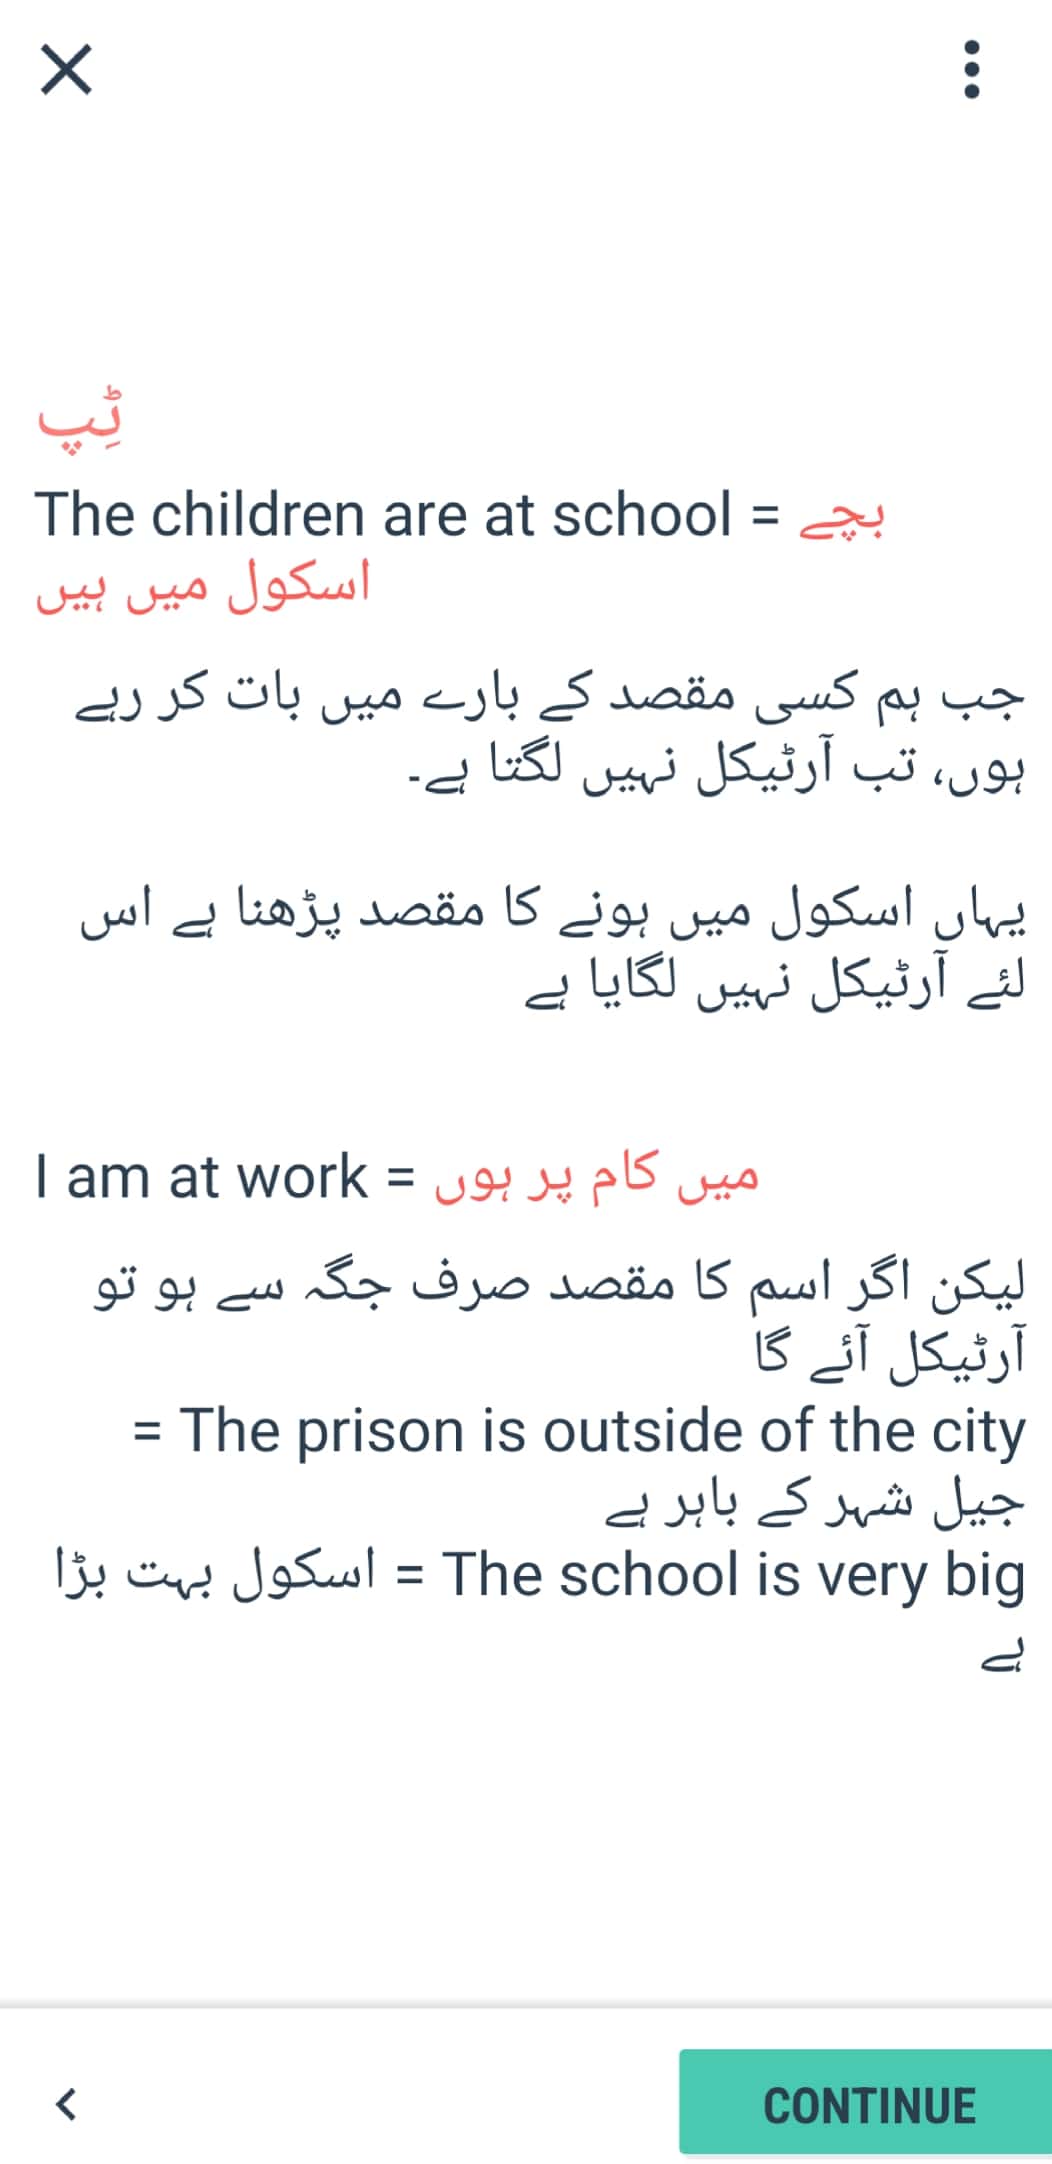 ٹِپ
The children are at school = بچے
اسکول میں ہیں
جب ہم کسی مقصد کے بارے میں بات کر رہے
ہوں، تب آرٹیکل نہیں لگتا ہے۔
یہاں اسکول میں ہونے کا مقصد پڑھنا ہے اس
لئے آرٹیکل نہیں لگایا ہے
I am at work = میں کام پر ہوں
لیکن اگر اسم کا مقصد صرف جگہ سے ہو تو
آرٹیکل آئے گا
= The prison is outside of the city
جیل شہر کے باہر ہے
The school is very big = اسکول بہت بڑا
ہے
CONTINUE